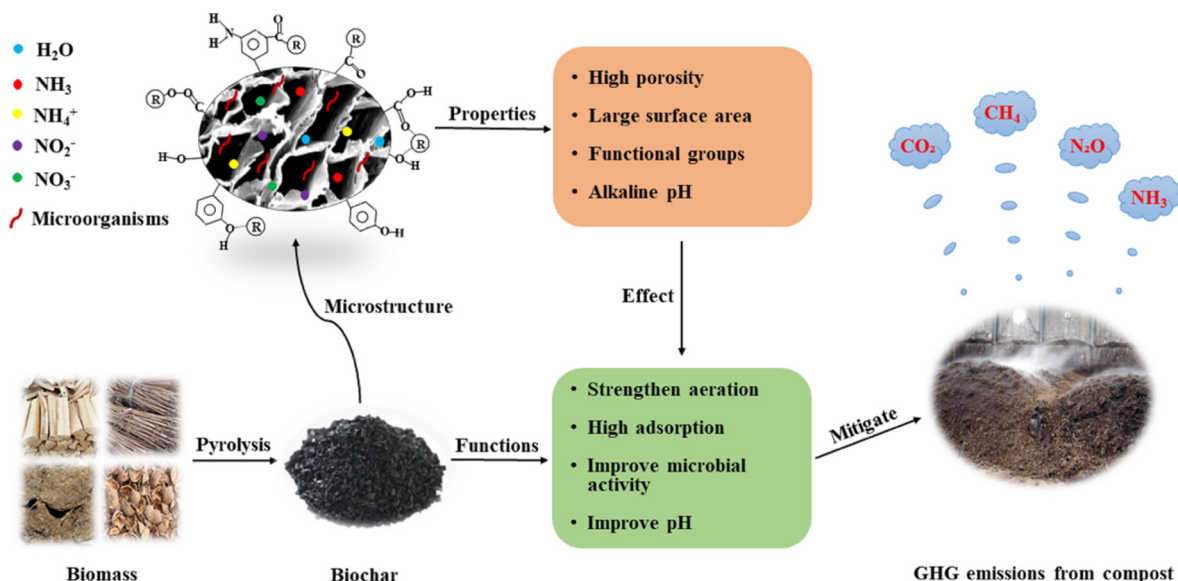 H₂O
NH₃
NH₄⁺
NO₂⁻
NO₃⁻
Microorganisms
H
N
H
O
C
R
R
C
O
R
O
O
C
O
C
O
H
O
R
H
O
O
H
O
H
R
O
H
Properties
• High porosity
• Large surface area
• Functional groups
• Alkaline pH
CO₂
CH₄
N₂O
NH₃
Microstructure
Effect
Pyrolysis
Functions
• Strengthen aeration
• High adsorption
• Improve microbial
activity
• Improve pH
Mitigate
Biomass
Biochar
GHG emissions from compost